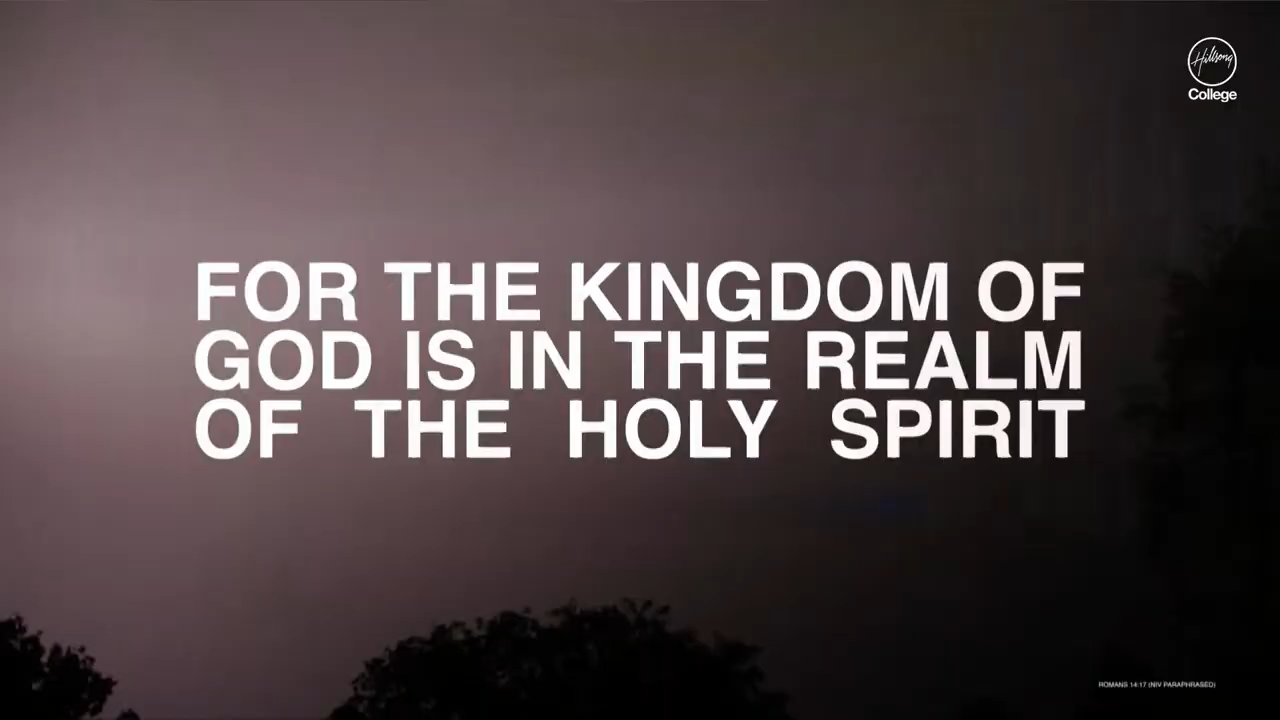 Hillsong
College
FOR THE KINGDOM OF
GOD IS IN THE REALM
OF THE HOLY SPIRIT
ROMANS 14:17 (NIV PARAPHRASED)